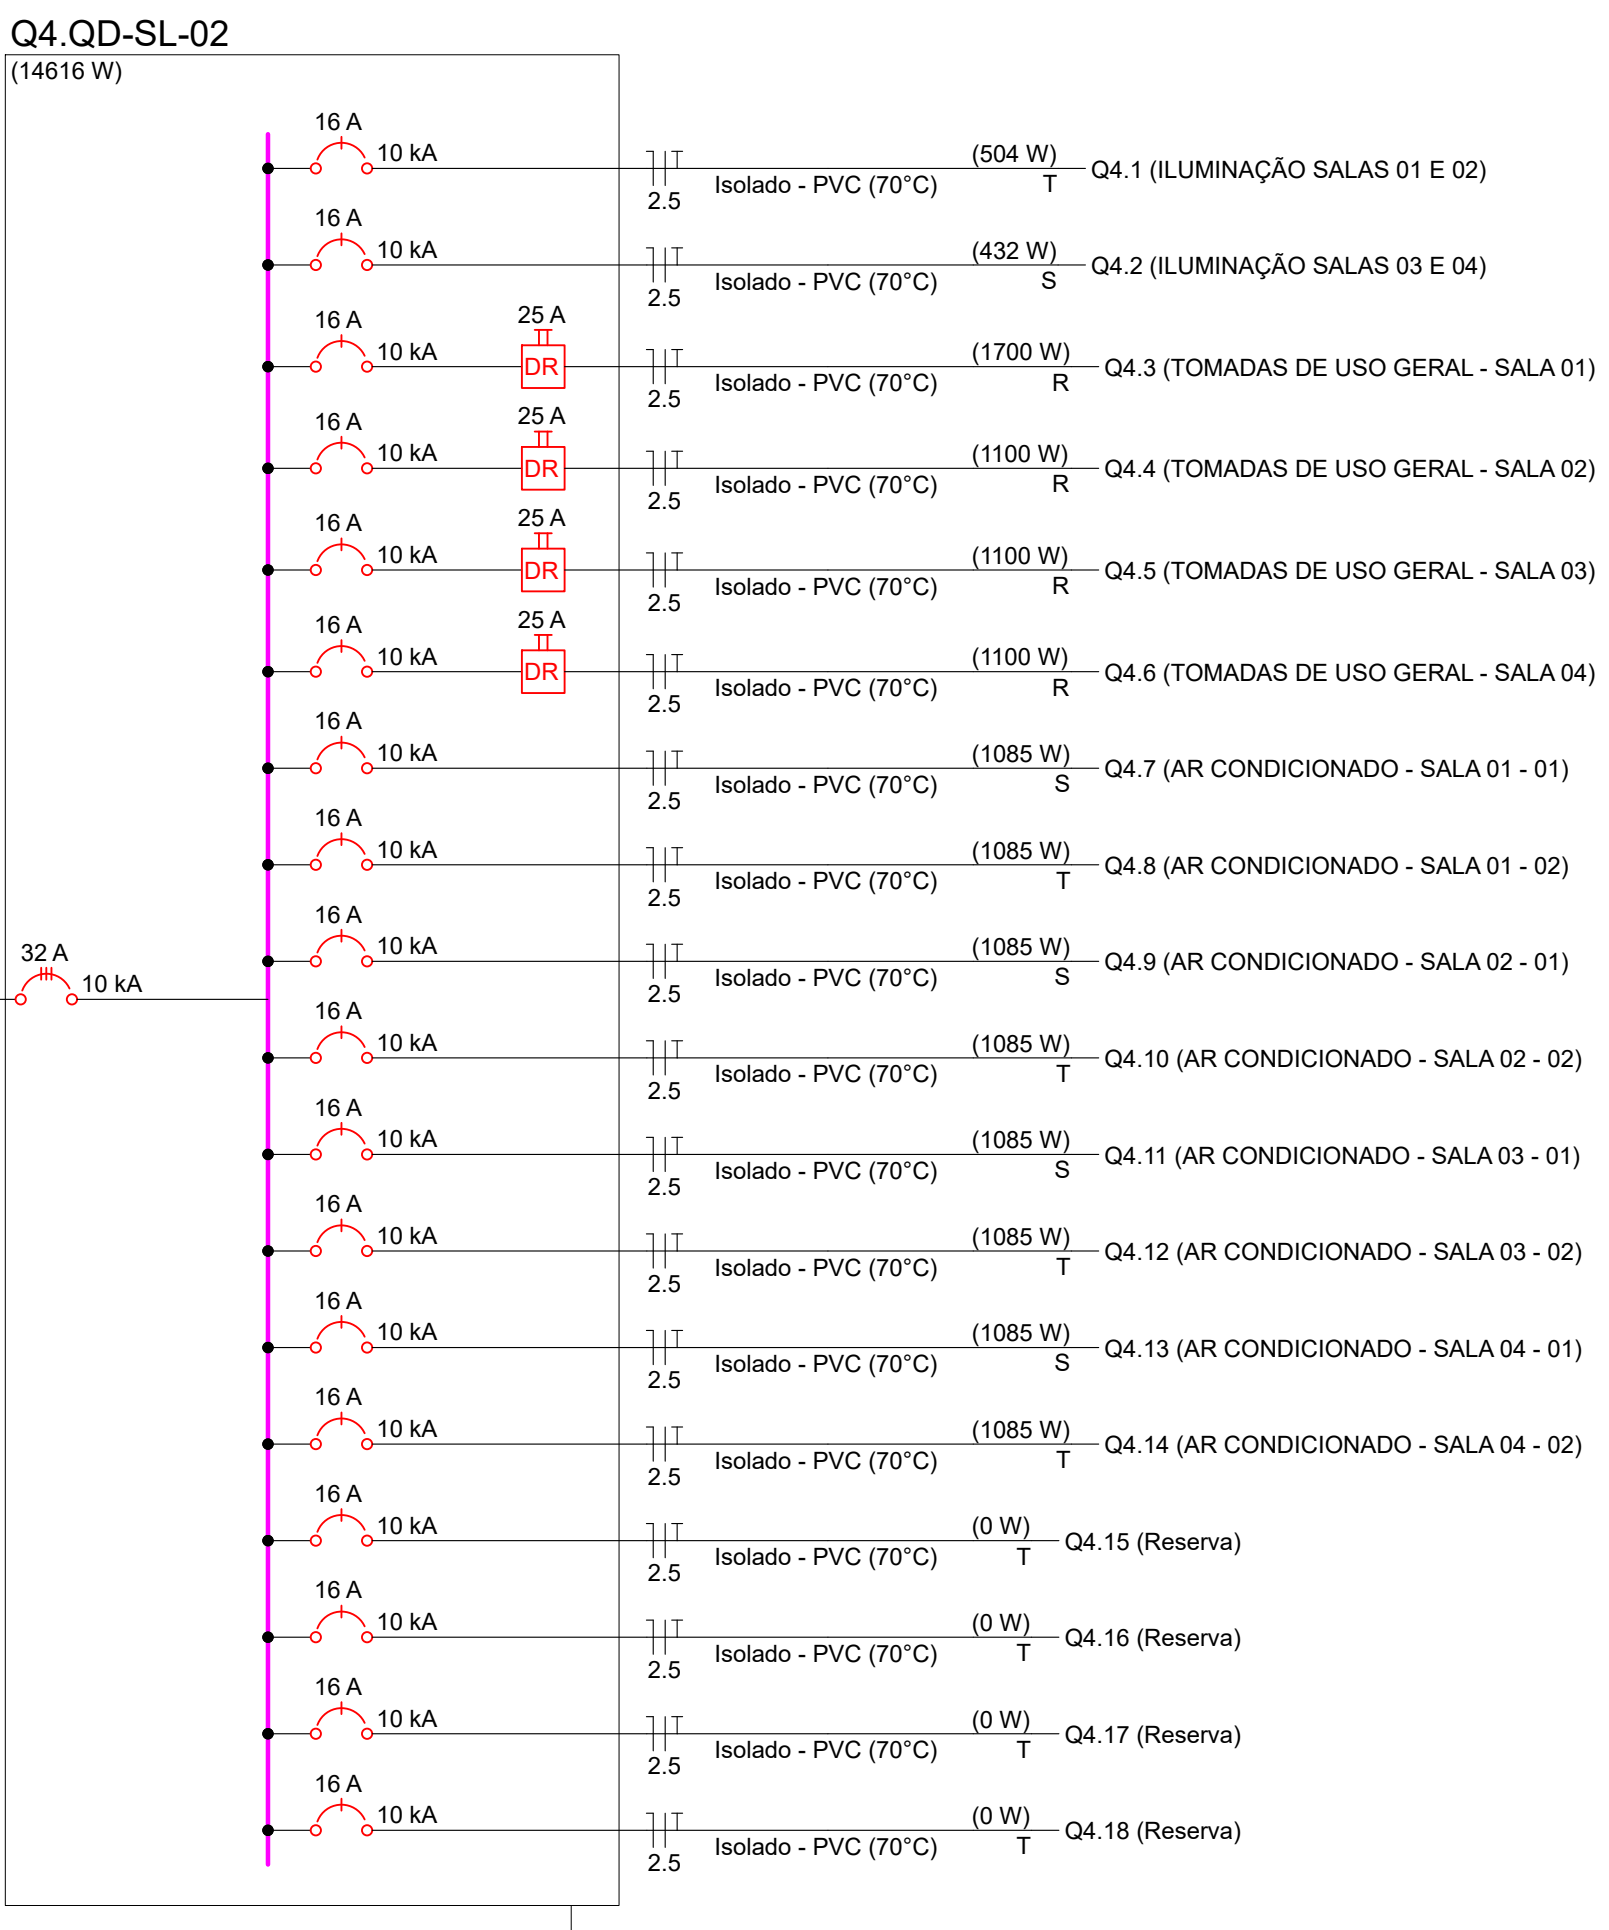 Q4.QD-SL-02
(14616 W)
16 A
10 kA
2.5
Isolado - PVC (70°C)
(504 W)
T
Q4.1 (ILUMINAÇÃO SALAS 01 E 02)
16 A
10 kA
2.5
Isolado - PVC (70°C)
(432 W)
S
Q4.2 (ILUMINAÇÃO SALAS 03 E 04)
16 A
10 kA
25 A
DR
2.5
Isolado - PVC (70°C)
(1700 W)
R
Q4.3 (TOMADAS DE USO GERAL - SALA 01)
16 A
10 kA
25 A
DR
2.5
Isolado - PVC (70°C)
(1100 W)
R
Q4.4 (TOMADAS DE USO GERAL - SALA 02)
16 A
10 kA
25 A
DR
2.5
Isolado - PVC (70°C)
(1100 W)
R
Q4.5 (TOMADAS DE USO GERAL - SALA 03)
16 A
10 kA
25 A
DR
2.5
Isolado - PVC (70°C)
(1100 W)
R
Q4.6 (TOMADAS DE USO GERAL - SALA 04)
16 A
10 kA
2.5
Isolado - PVC (70°C)
(1085 W)
S
Q4.7 (AR CONDICIONADO - SALA 01 - 01)
16 A
10 kA
2.5
Isolado - PVC (70°C)
(1085 W)
T
Q4.8 (AR CONDICIONADO - SALA 01 - 02)
16 A
10 kA
2.5
Isolado - PVC (70°C)
(1085 W)
S
Q4.9 (AR CONDICIONADO - SALA 02 - 01)
32 A
10 kA
16 A
10 kA
2.5
Isolado - PVC (70°C)
(1085 W)
T
Q4.10 (AR CONDICIONADO - SALA 02 - 02)
16 A
10 kA
2.5
Isolado - PVC (70°C)
(1085 W)
S
Q4.11 (AR CONDICIONADO - SALA 03 - 01)
16 A
10 kA
2.5
Isolado - PVC (70°C)
(1085 W)
T
Q4.12 (AR CONDICIONADO - SALA 03 - 02)
16 A
10 kA
2.5
Isolado - PVC (70°C)
(1085 W)
S
Q4.13 (AR CONDICIONADO - SALA 04 - 01)
16 A
10 kA
2.5
Isolado - PVC (70°C)
(1085 W)
T
Q4.14 (AR CONDICIONADO - SALA 04 - 02)
16 A
10 kA
2.5
Isolado - PVC (70°C)
(0 W)
T
Q4.15 (Reserva)
16 A
10 kA
2.5
Isolado - PVC (70°C)
(0 W)
T
Q4.16 (Reserva)
16 A
10 kA
2.5
Isolado - PVC (70°C)
(0 W)
T
Q4.17 (Reserva)
16 A
10 kA
2.5
Isolado - PVC (70°C)
(0 W)
T
Q4.18 (Reserva)